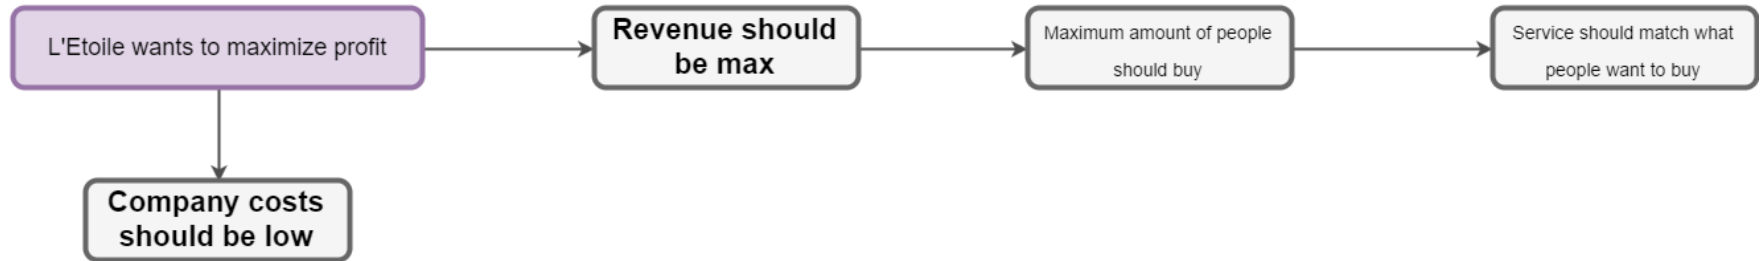 L'Etoile wants to maximize profit
Revenue should
be max
Maximum amount of people
should buy
Service should match what
people want to buy
Company costs
should be low